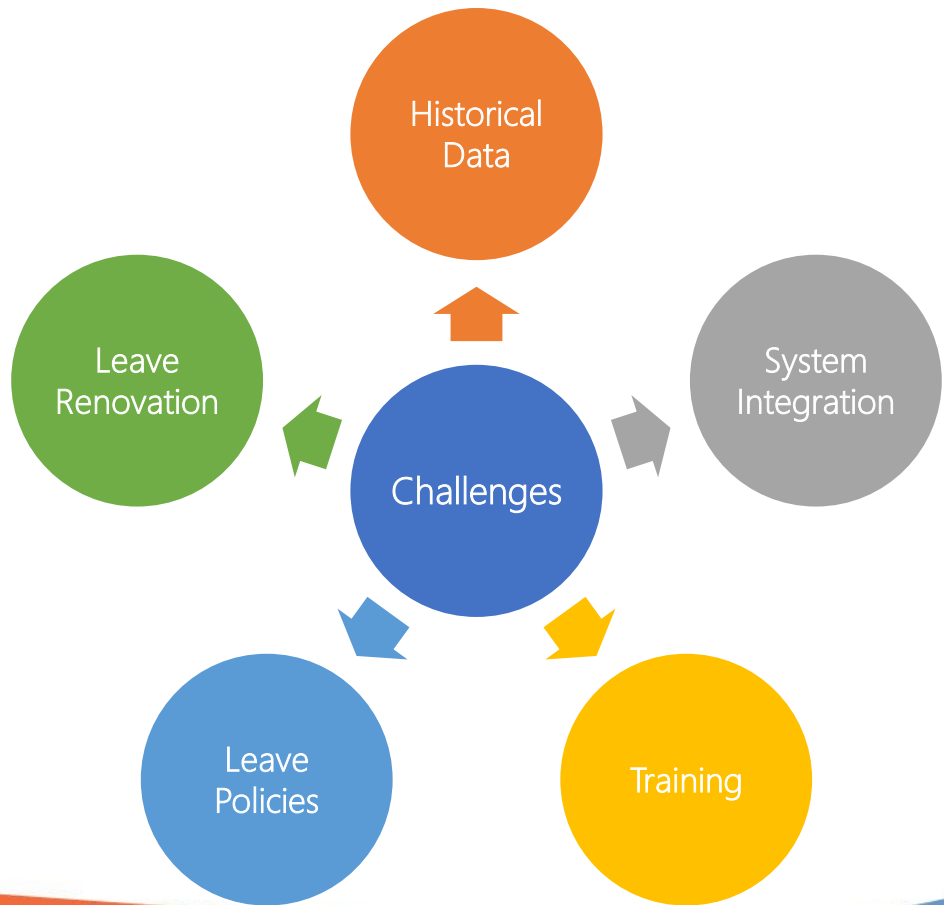 Historical
Data
Leave
Renovation
System
Integration
Challenges
Leave
Policies
Training